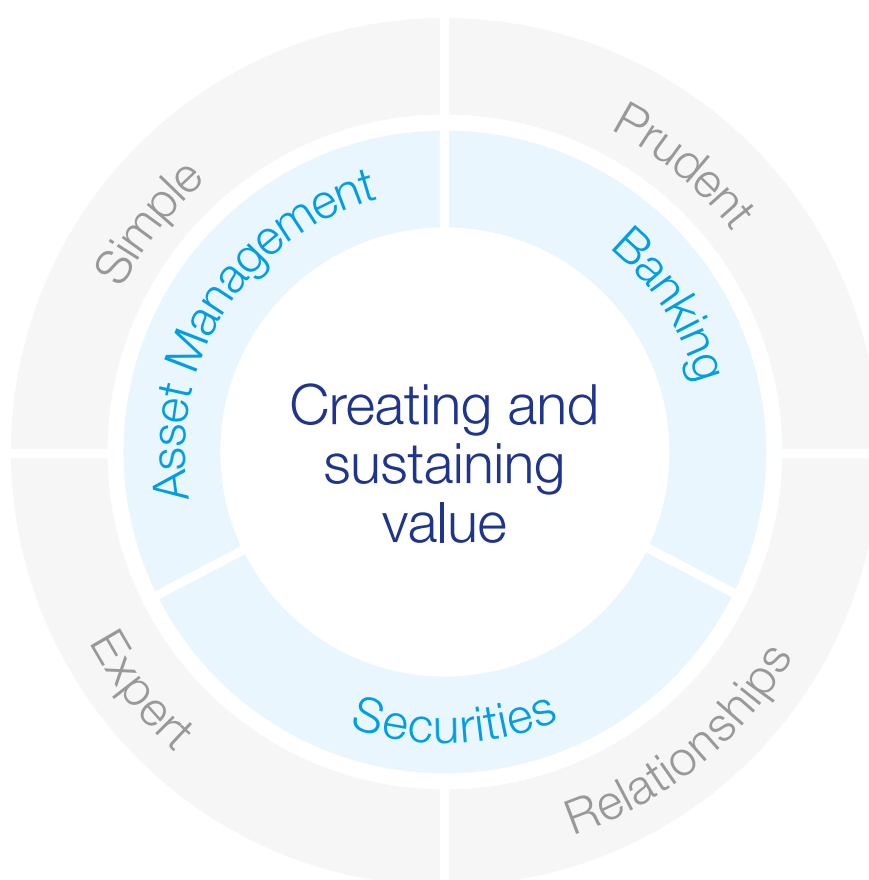 Simple
Prudent
Asset Management
Banking
Creating and
sustaining
value
Securities
Expert
Relationships